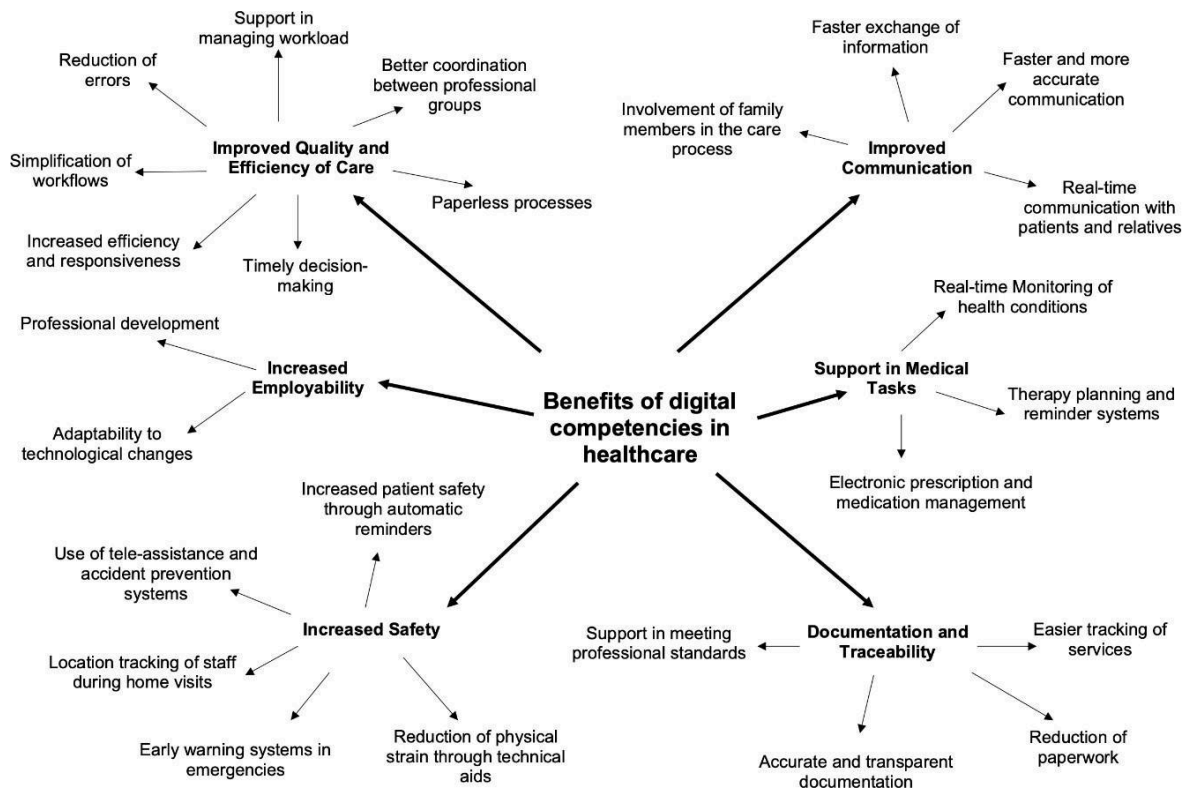 Support in
managing workload
Reduction of
errors
Better coordination
between professional
groups
Improved Quality and
Efficiency of Care
Simplification of
workflows
Paperless processes
Increased efficiency
and responsiveness
Timely decision-
making
Faster exchange of
information
Faster and more
accurate
communication
Involvement of family
members in the care
process
Improved
Communication
Real-time
communication with
patients and relatives
Professional development
Increased
Employability
Adaptability to
technological changes
Benefits of digital
competencies in
healthcare
Real-time Monitoring of
health conditions
Support in Medical
Tasks
Therapy planning and
reminder systems
Electronic prescription and
medication management
Increased patient safety
through automatic
reminders
Use of tele-assistance and
accident prevention
systems
Increased Safety
Location tracking of staff
during home visits
Early warning systems in
emergencies
Reduction of physical
strain through technical
aids
Support in meeting
professional standards
Documentation and
Traceability
Easier tracking of
services
Accurate and transparent
documentation
Reduction of
paperwork